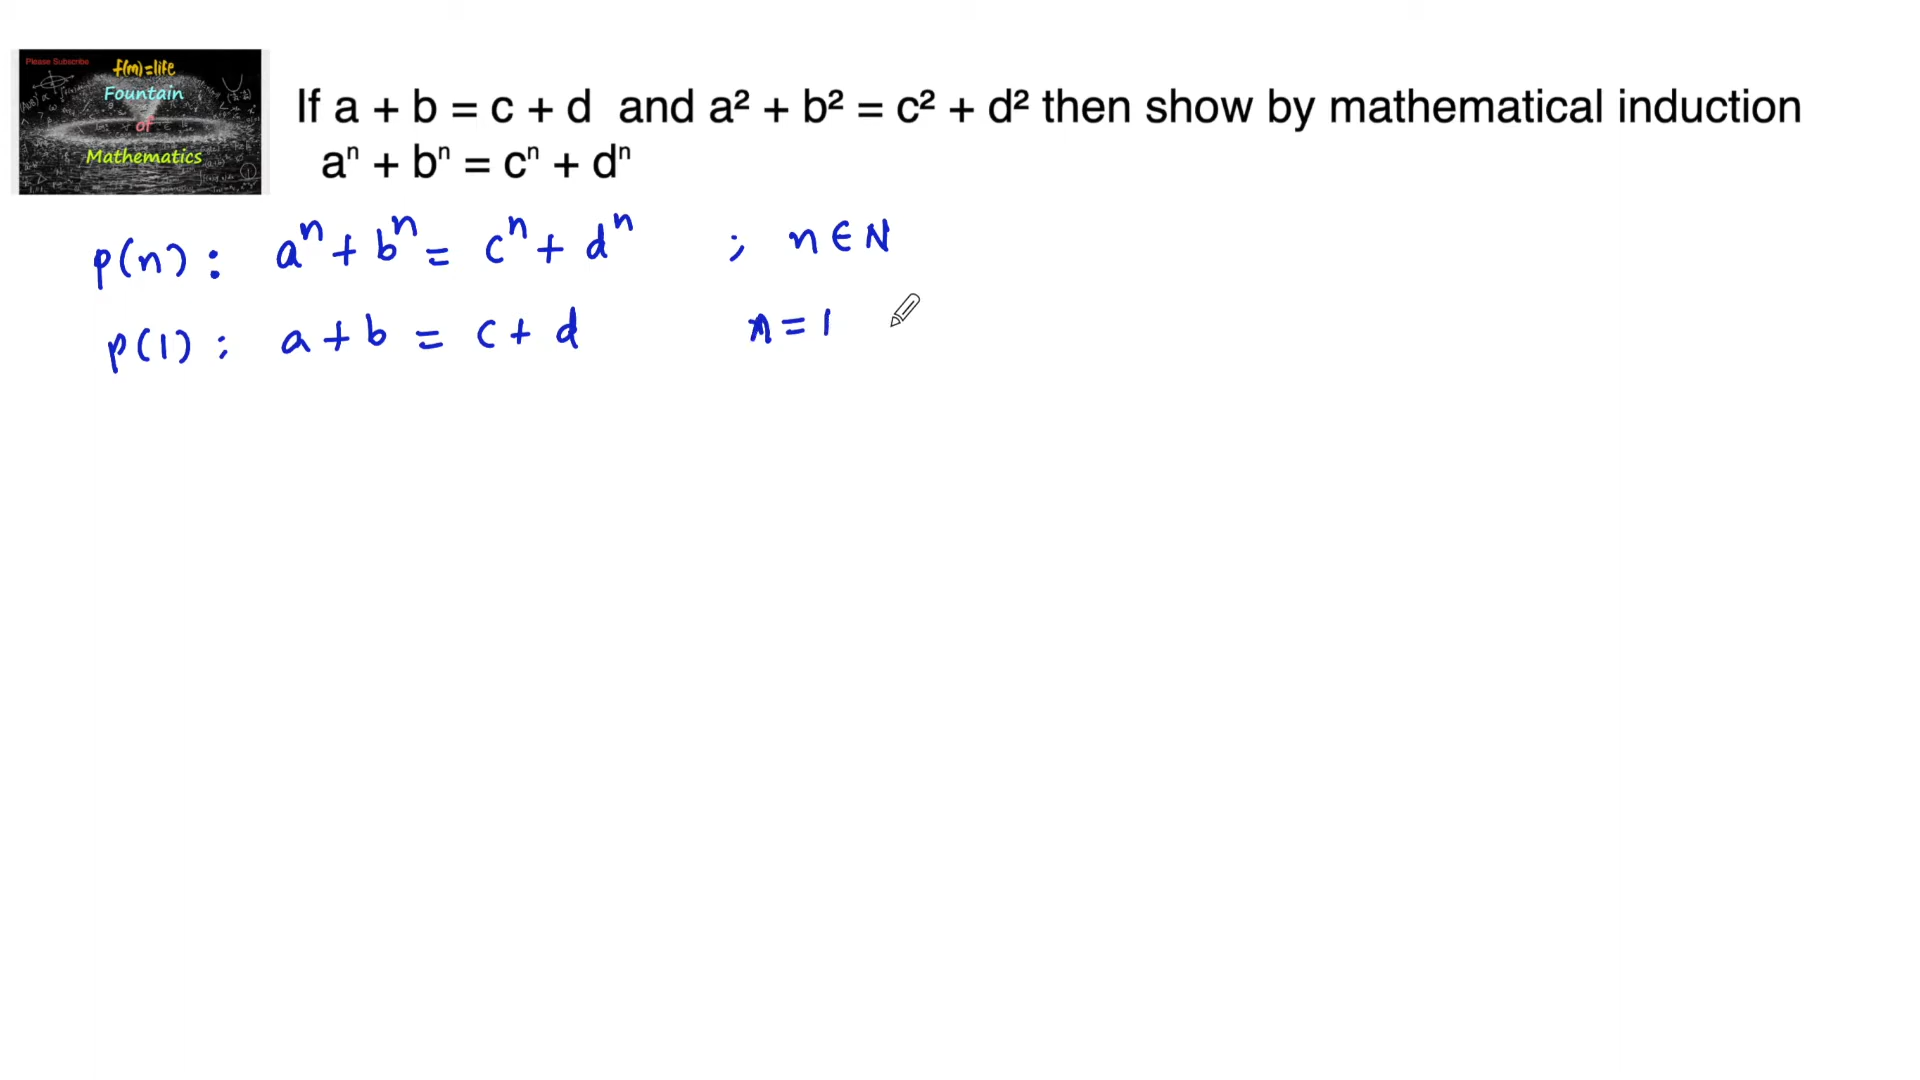 Please Subscribe
f(m)=life
Fountain
of
Mathematics
If a + b = c + d and a² + b² = c² + d² then show by mathematical induction
aⁿ + bⁿ = cⁿ + dⁿ
p(n) : aⁿ + bⁿ = cⁿ + dⁿ ; n ∈ N
p(1) : a + b = c + d n = 1